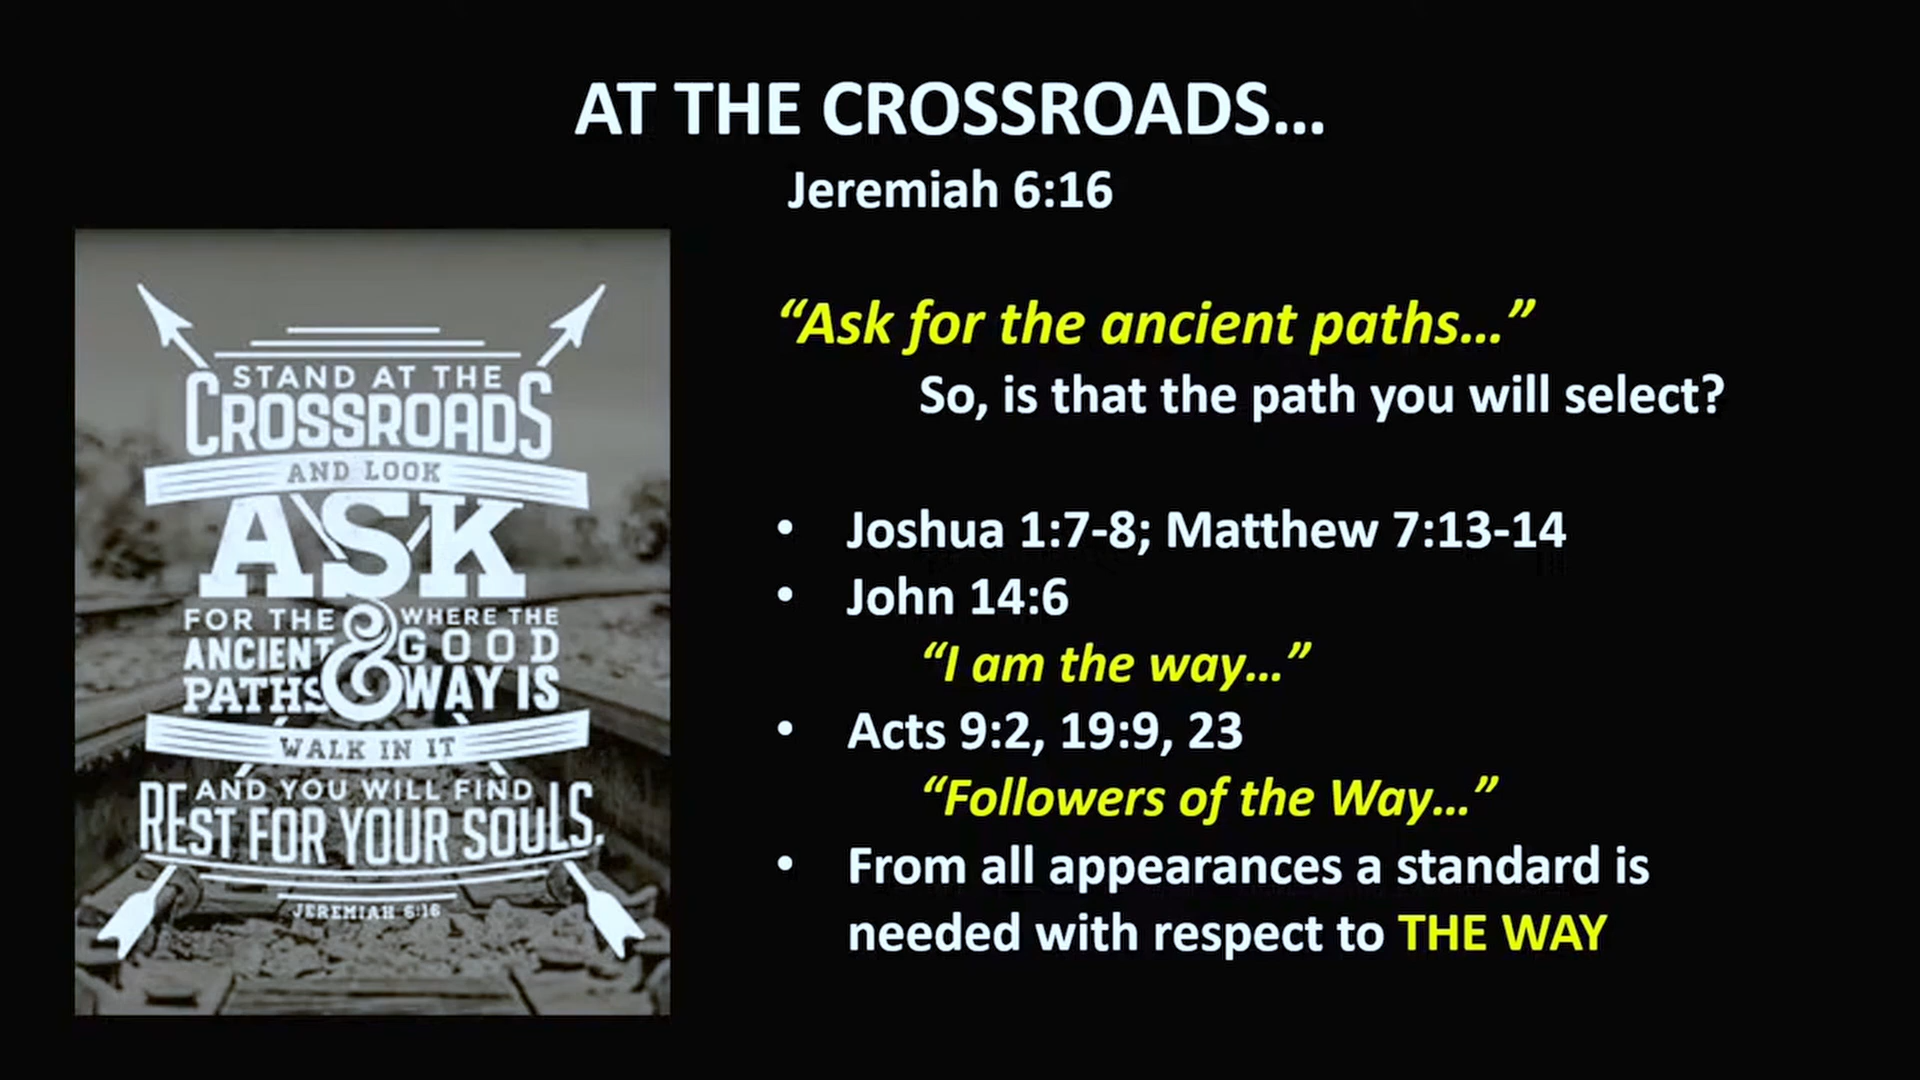 AT THE CROSSROADS...
Jeremiah 6:16
STAND AT THE
CROSSROADS
AND LOOK
ASK
FOR THE
ANCIENT
PATHS
&
WHERE THE
GOOD
WAY IS
WALK IN IT
AND YOU WILL FIND
REST FOR YOUR SOULS.
JEREMIAH 6:16
“Ask for the ancient paths...”
So, is that the path you will select?
• Joshua 1:7-8; Matthew 7:13-14
• John 14:6
“I am the way...”
• Acts 9:2, 19:9, 23
“Followers of the Way...”
• From all appearances a standard is
needed with respect to THE WAY